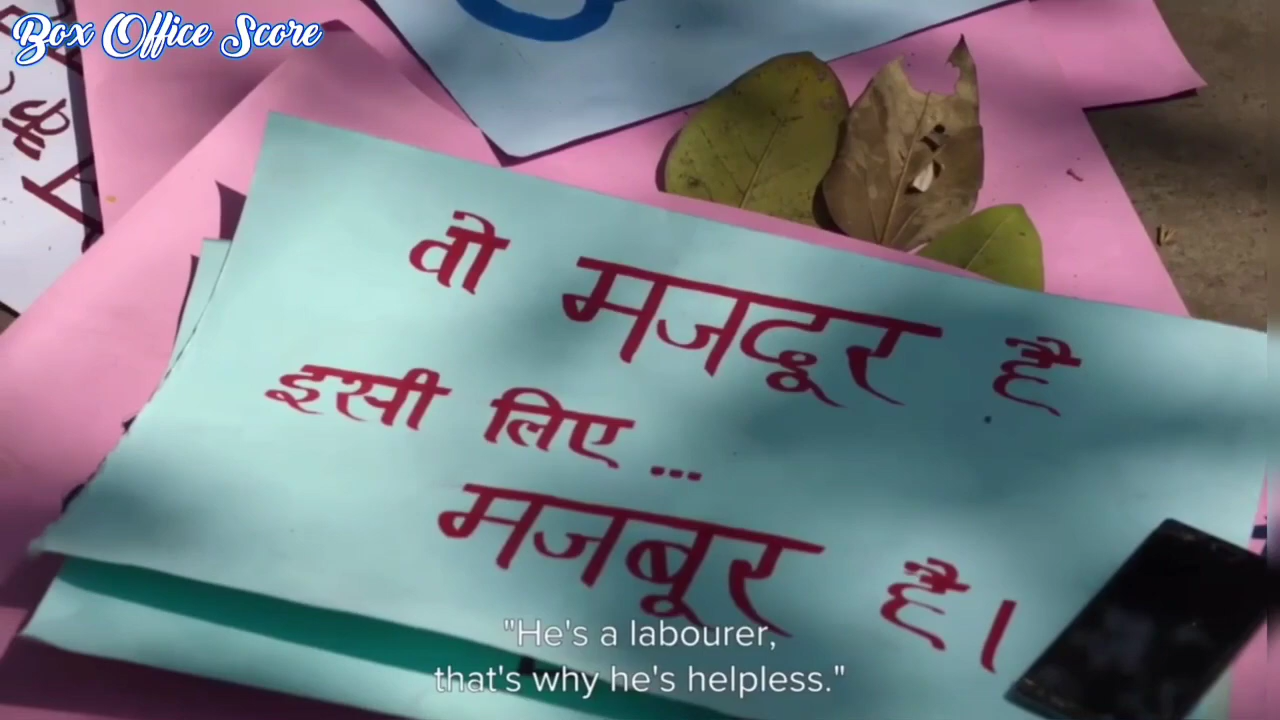 Box Office Score
वो मजदूर है
इसी लिए ...
मजबूर है।
"He's a labourer,
that's why he's helpless."